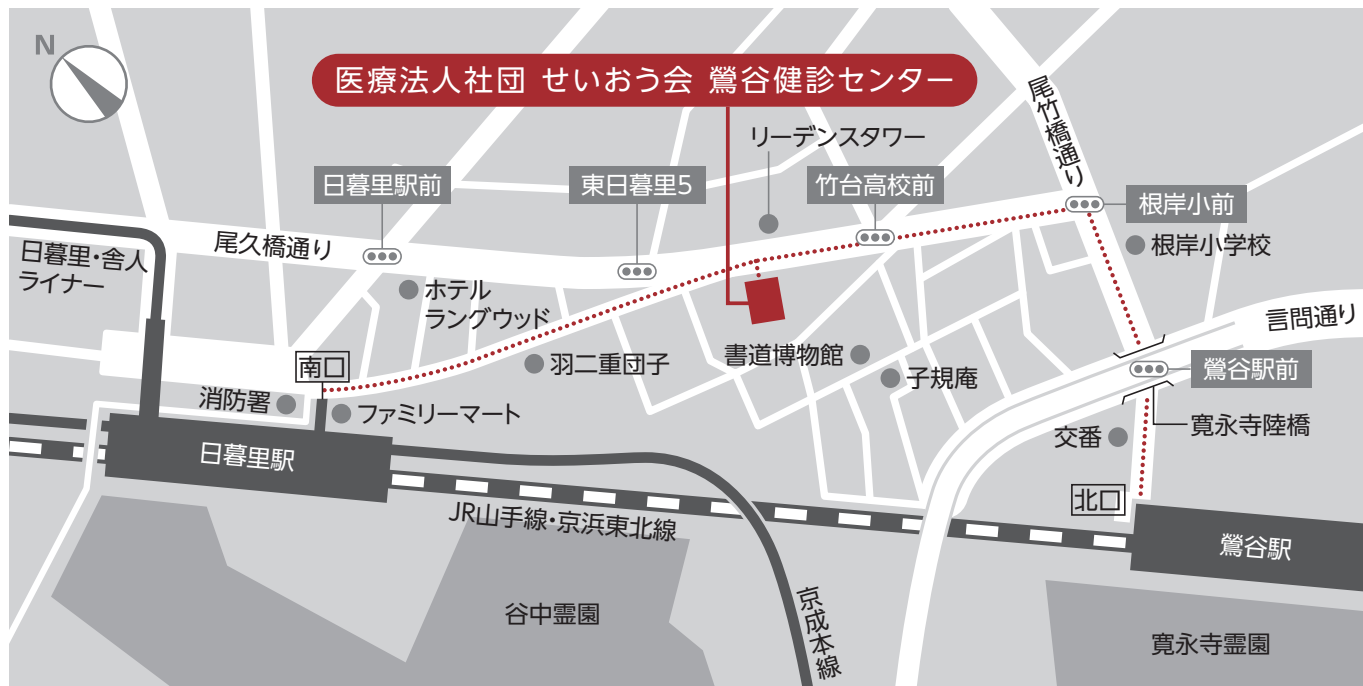 N
医療法人社団 せいおう会 鶯谷健診センター
リーデンスタワー
尾竹橋通り
日暮里駅前
東日暮里5
竹台高校前
根岸小前
尾久橋通り
根岸小学校
日暮里・舎人
ライナー
ホテル
ラングウッド
言問通り
南口
羽二重団子
書道博物館
子規庵
鶯谷駅前
消防署
ファミリーマート
交番
寛永寺陸橋
日暮里駅
北口
JR山手線・京浜東北線
鶯谷駅
谷中霊園
京成本線
寛永寺霊園